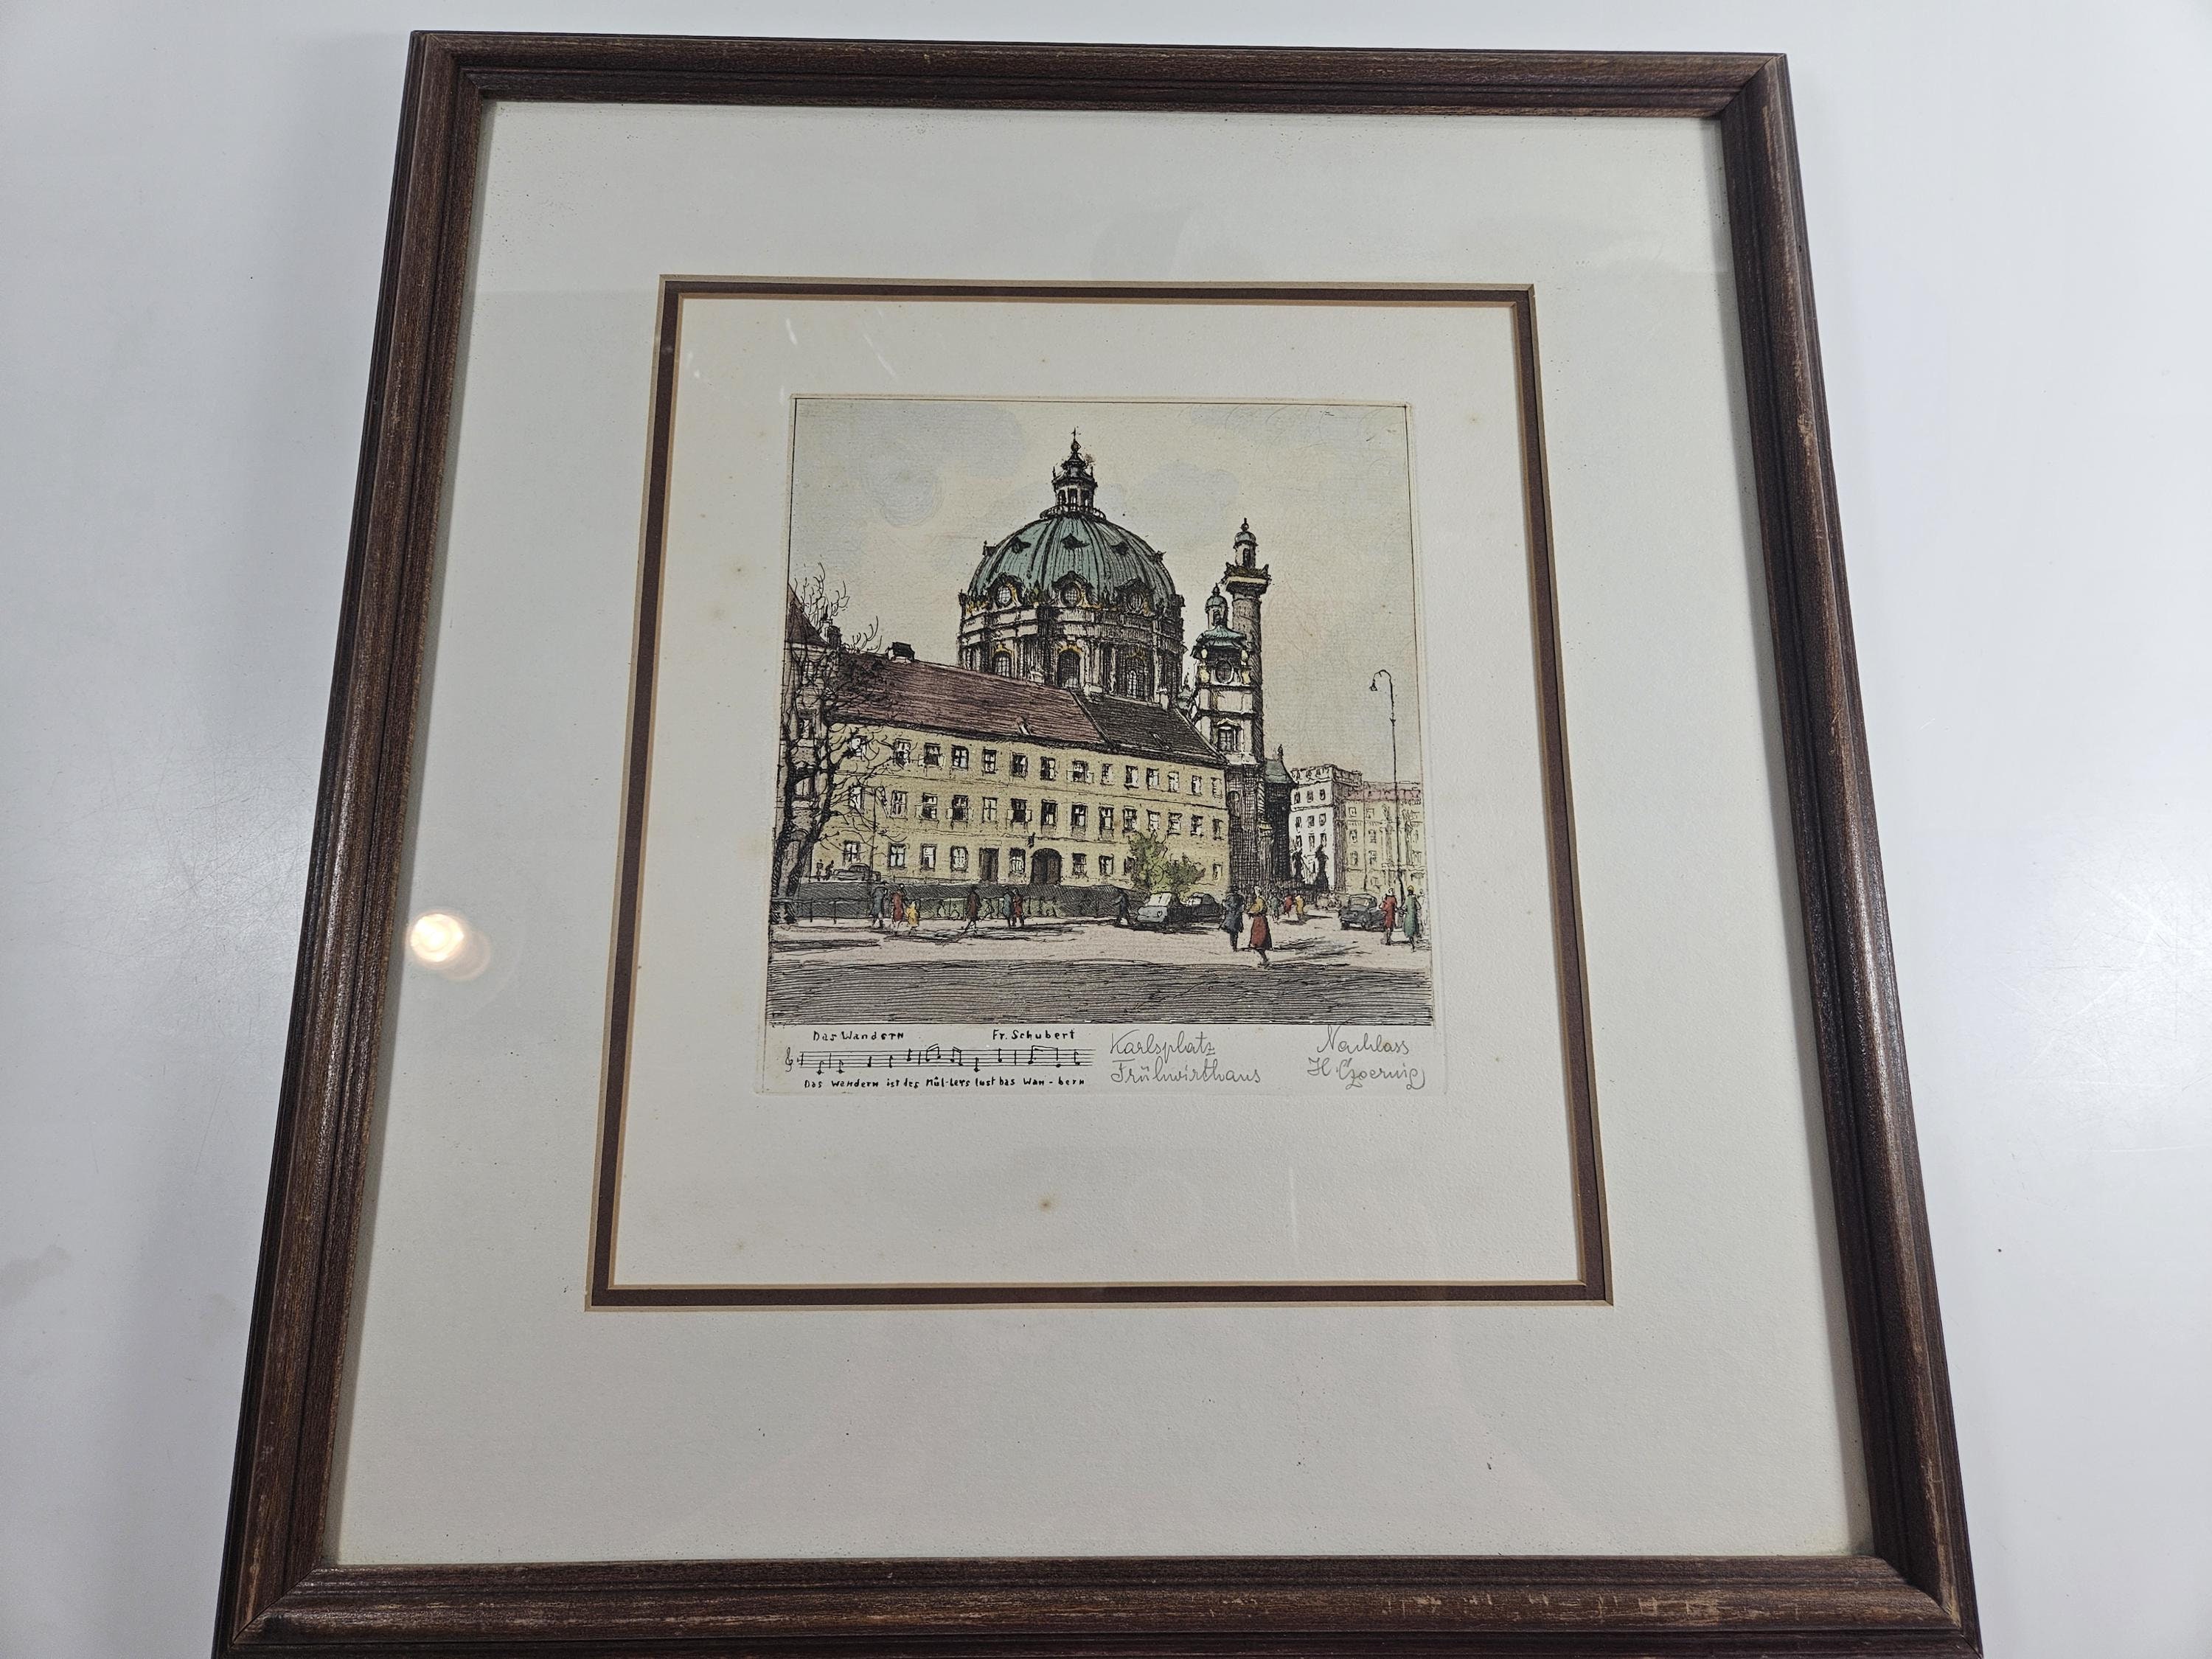 Das Wandern Fr. Schubert
Das Wandern ist des Mül-lers Lust das Wan-dern
Karlsplatz
Frühwirthaus
Nachlass
H. Czoernig